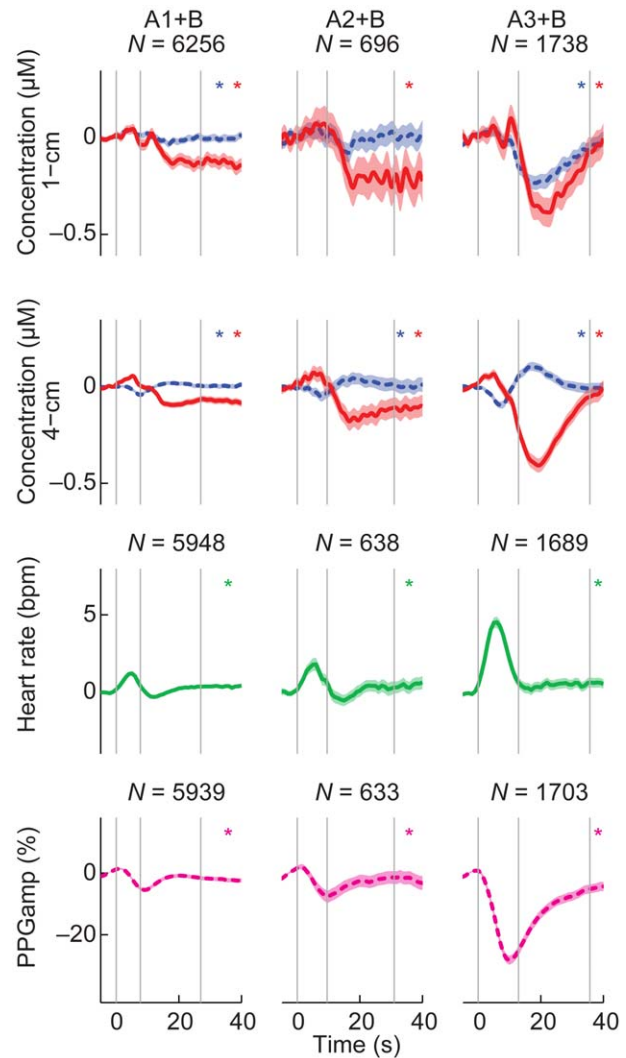 A1+B A2+B A3+B
N = 6256 N = 696 N = 1738
* * * * *
Concentration (μM)
1−cm
0
−0.5
* * * * * *
Concentration (μM)
4−cm
0
−0.5
N = 5948 N = 638 N = 1689
* * *
Heart rate (bpm)
5
0
N = 5939 N = 633 N = 1703
* * *
PPGamp (%)
0
−20
0 20 40 0 20 40 0 20 40
Time (s)